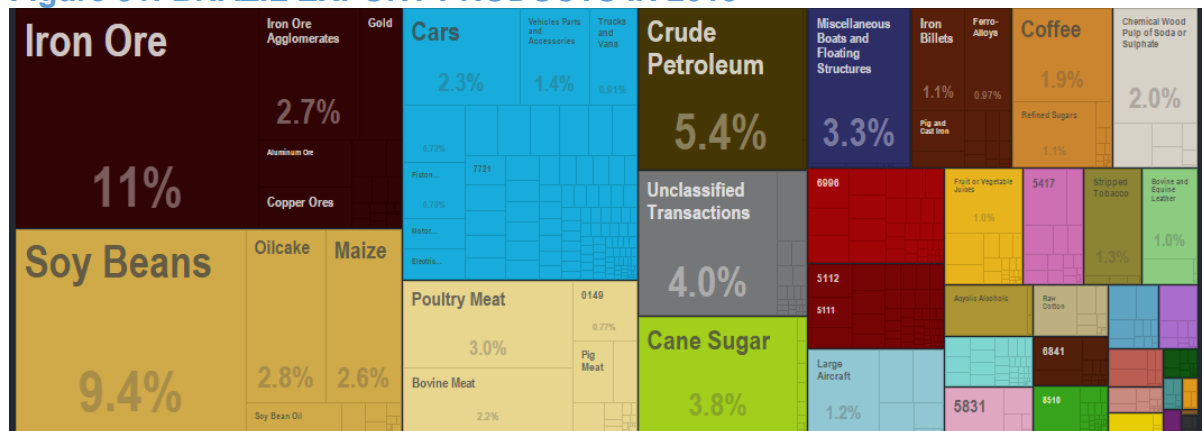 Iron Ore
11%
Iron Ore
Agglomerates
2.7%
Gold
Aluminum Ore
Copper Ores
Soy Beans
9.4%
Oilcake
2.8%
Maize
2.6%
Soy Bean Oil
Cars
2.3%
Vehicles Parts
and
Accessories
1.4%
Trucks
and
Vans
0.91%
0.72%
Piston...
0.70%
Motor...
Electric...
7721
Poultry Meat
3.0%
Bovine Meat
2.2%
0149
0.77%
Pig
Meat
Crude
Petroleum
5.4%
Unclassified
Transactions
4.0%
Cane Sugar
3.8%
Miscellaneous
Boats and
Floating
Structures
3.3%
Iron
Billets
1.1%
Ferro-
Alloys
0.97%
Pig and
Cast Iron
Coffee
1.9%
Refined Sugars
1.1%
Chemical Wood
Pulp of Soda or
Sulphate
2.0%
6996
5112
5111
Large
Aircraft
1.2%
Fruit or Vegetable
Juices
1.0%
5417
Stripped
Tobacco
1.3%
Bovine and
Equine
Leather
1.0%
Acyclic Alcohols
Raw
Cotton
6841
5831
8510